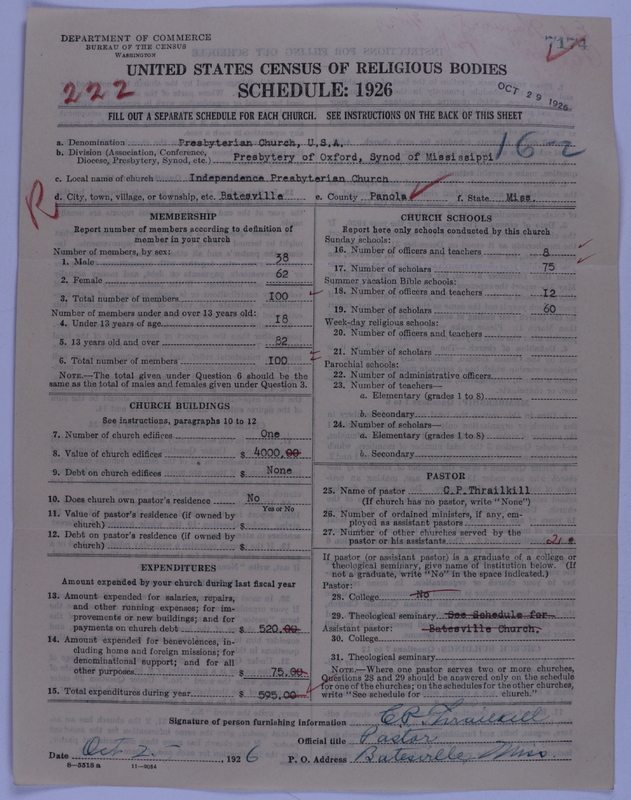 DEPARTMENT OF COMMERCE
BUREAU OF THE CENSUS
WASHINGTON
7174
UNITED STATES CENSUS OF RELIGIOUS BODIES
222
SCHEDULE: 1926
OCT 29 1926
FILL OUT A SEPARATE SCHEDULE FOR EACH CHURCH. SEE INSTRUCTIONS ON THE BACK OF THIS SHEET
a. Denomination Presbyterian Church, U.S.A.
b. Division (Association, Conference, Diocese, Presbytery, Synod, etc.) Presbytery of Oxford, Synod of Mississippi
16-2
c. Local name of church Independence Presbyterian Church
R
d. City, town, village, or township, etc. Batesville e. County Panola f. State Miss.
MEMBERSHIP
Report number of members according to definition of
member in your church
Number of members, by sex:
1. Male 38
2. Female 62
3. Total number of members 100
Number of members under and over 13 years old:
4. Under 13 years of age 18
5. 13 years old and over 82
6. Total number of members 100
NOTE.—The total given under Question 6 should be
same as the total of males and females given under Question 3.
CHURCH BUILDINGS
See instructions, paragraphs 10 to 12
7. Number of church edifices One
8. Value of church edifices $ 4000.00
9. Debt on church edifices $ None
10. Does church own pastor's residence No
Yes or No
11. Value of pastor's residence (if owned by
church) $
12. Debt on pastor's residence (if owned by
church) $
EXPENDITURES
Amount expended by your church during last fiscal year
13. Amount expended for salaries, repairs,
and other running expenses; for im-
provements or new buildings; and for
payments on church debt $ 520.00
14. Amount expended for benevolences, in-
cluding home and foreign missions; for
denominational support; and for all
other purposes $ 75.00
15. Total expenditures during year $ 595.00
CHURCH SCHOOLS
Report here only schools conducted by this church
Sunday schools:
16. Number of officers and teachers 8
17. Number of scholars 75
Summer vacation Bible schools:
18. Number of officers and teachers 12
19. Number of scholars 60
Week-day religious schools:
20. Number of officers and teachers
21. Number of scholars
Parochial schools:
22. Number of administrative officers
23. Number of teachers—
a. Elementary (grades 1 to 8)
b. Secondary
24. Number of scholars—
a. Elementary (grades 1 to 8)
b. Secondary
PASTOR
25. Name of pastor C.P.Thrailkill
(If church has no pastor, write "None")
26. Number of ordained ministers, if any, em-
ployed as assistant pastors
27. Number of other churches served by the
pastor or his assistants
If pastor (or assistant pastor) is a graduate of a college or
theological seminary, give name of institution below. (If
not a graduate, write "No" in the space indicated.)
Pastor:
28. College No
29. Theological seminary See Schedule for
Assistant pastor: Batesville Church.
30. College
31. Theological seminary
NOTE.—Where one pastor serves two or more churches,
Questions 28 and 29 should be answered only on the schedule
for one of the churches; on the schedules for the other churches,
write "See schedule for church."
Signature of person furnishing information C.P. Thrailkill
Official title Pastor
Date Oct 25 1926 P. O. Address Batesville, Miss
8—5318 a 11—9084